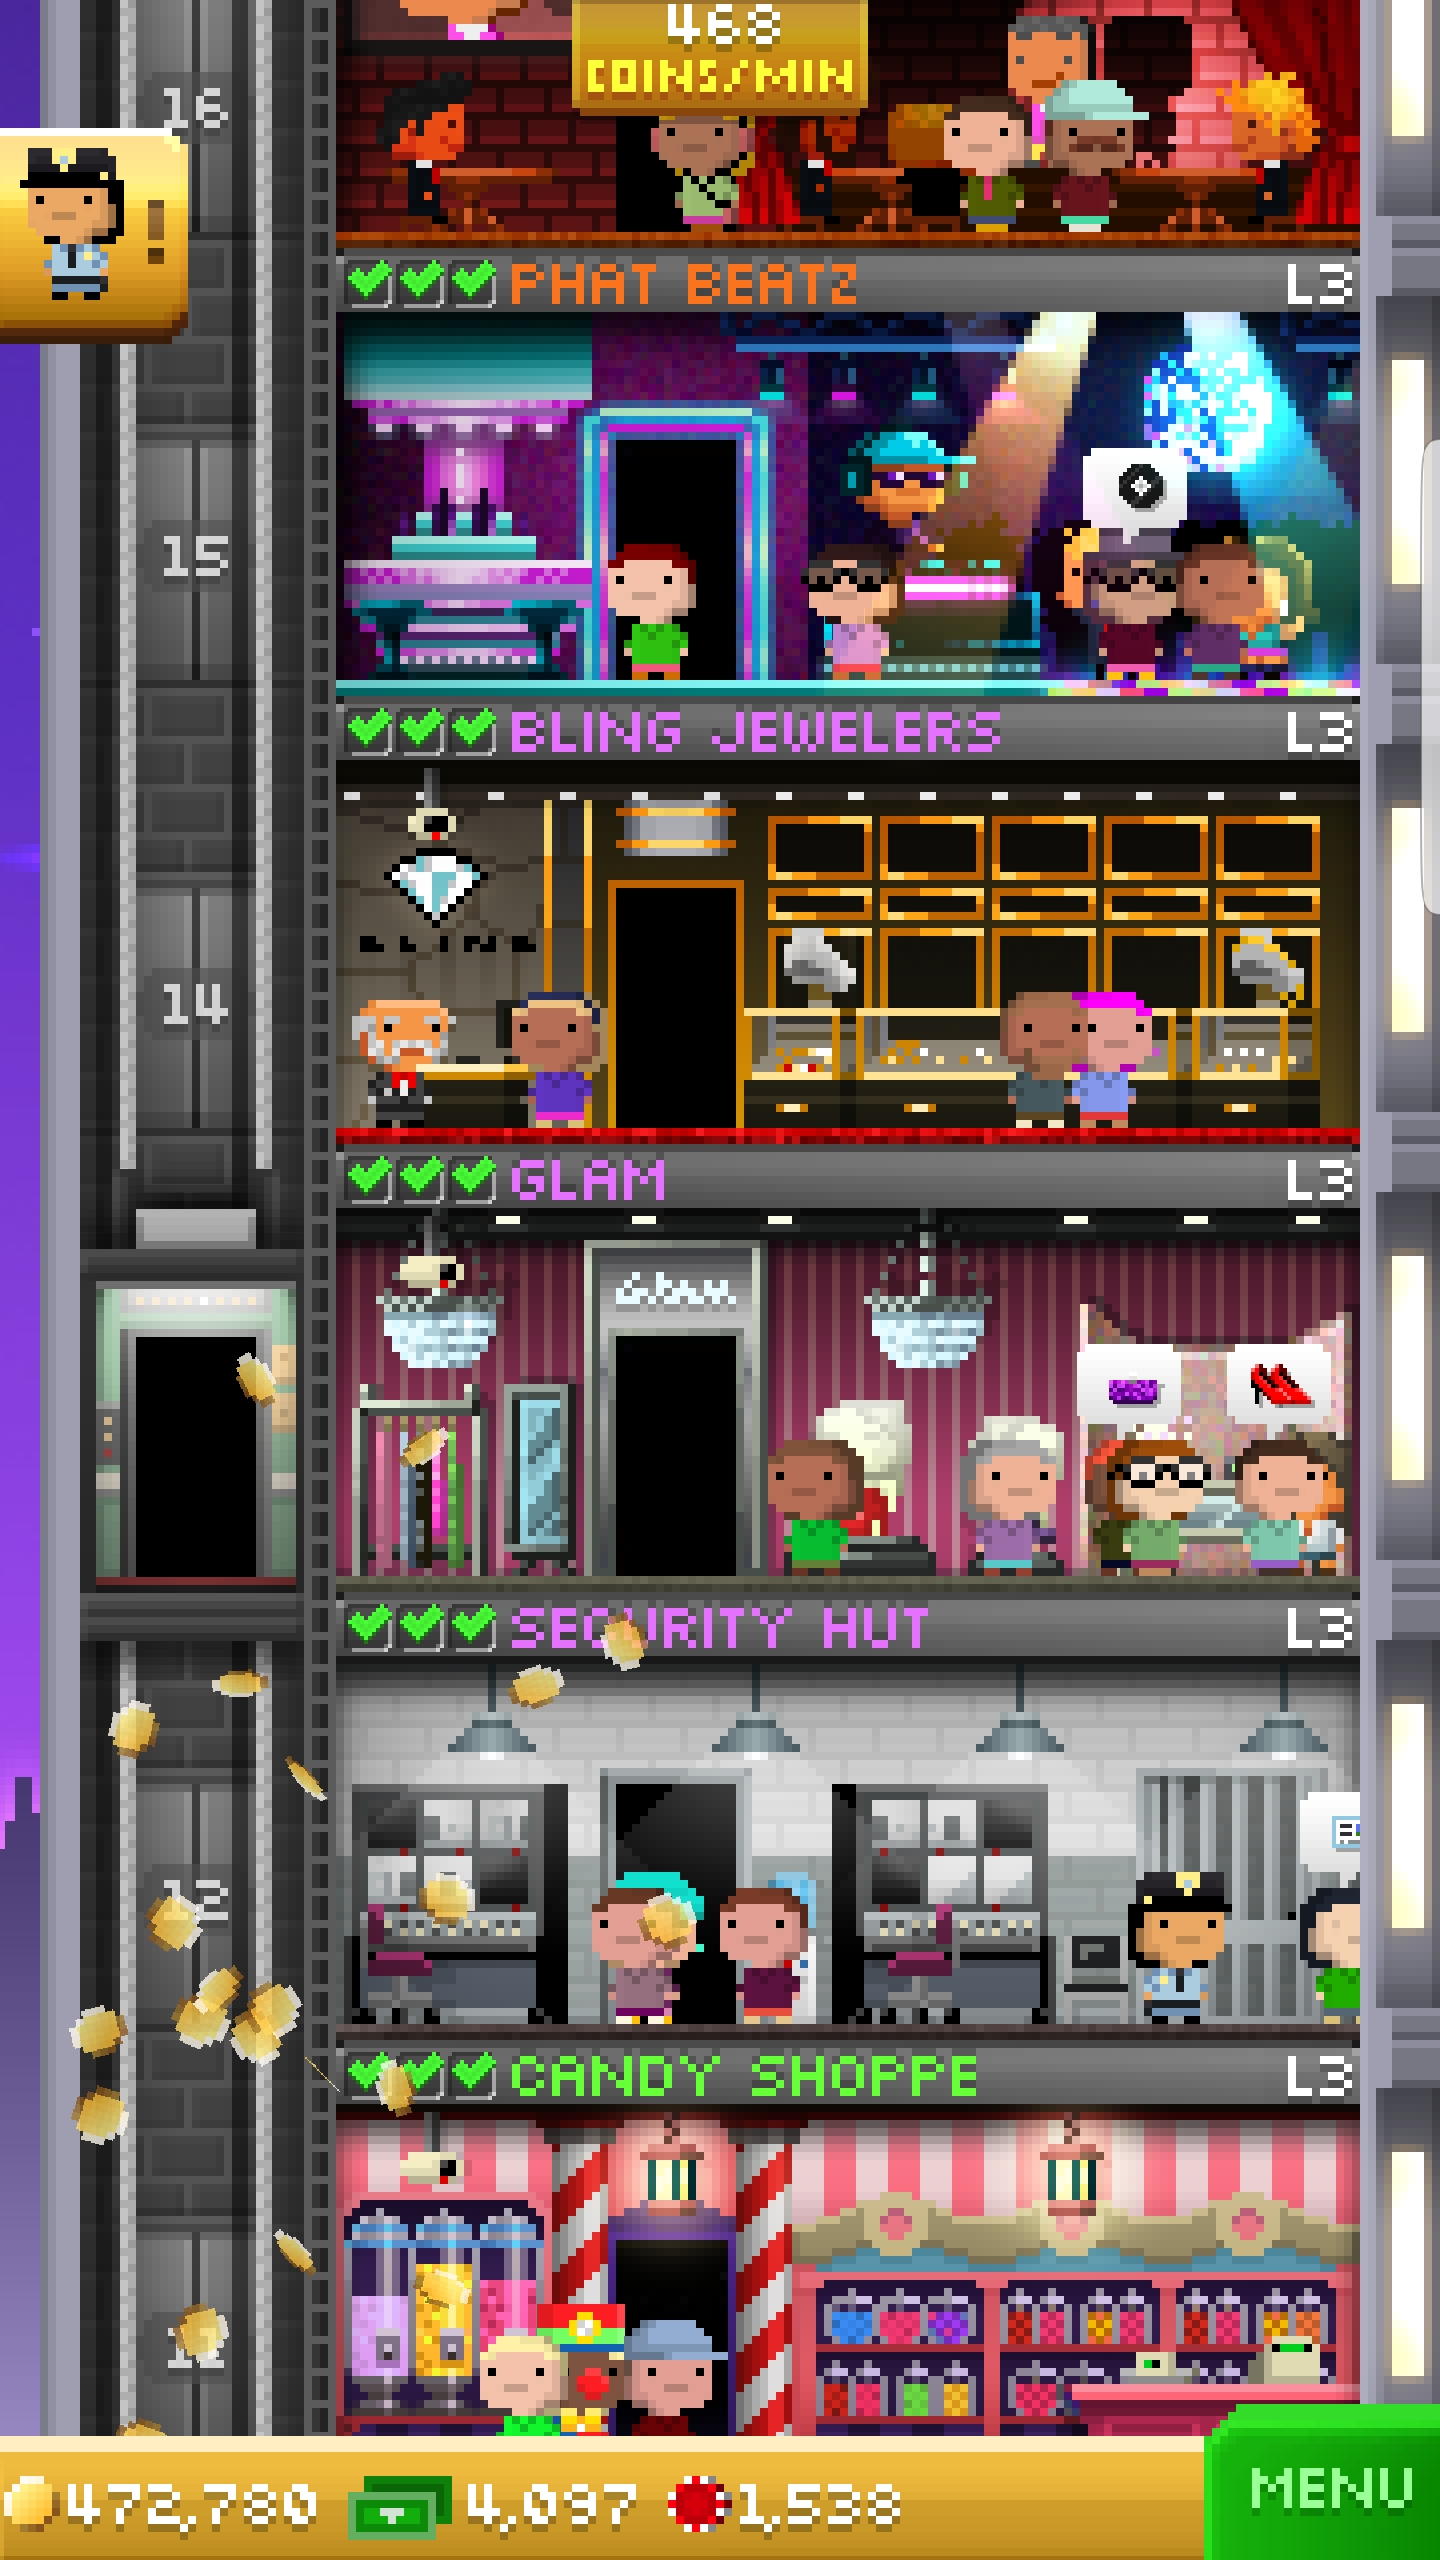 468
COINS/MIN
16
!
PHAT BEATZ L3
15
BLING JEWELERS L3
BLING
14
GLAM L3
Glam
SECURITY HUT L3
12
CANDY SHOPPE L3
11
472,780 4,097 1,538
MENU